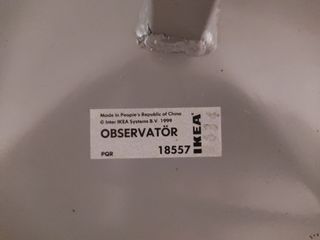 Made in People's Republic of China
© Inter IKEA Systems B.V. 1999
OBSERVATÖR
PQR 18557
IKEA